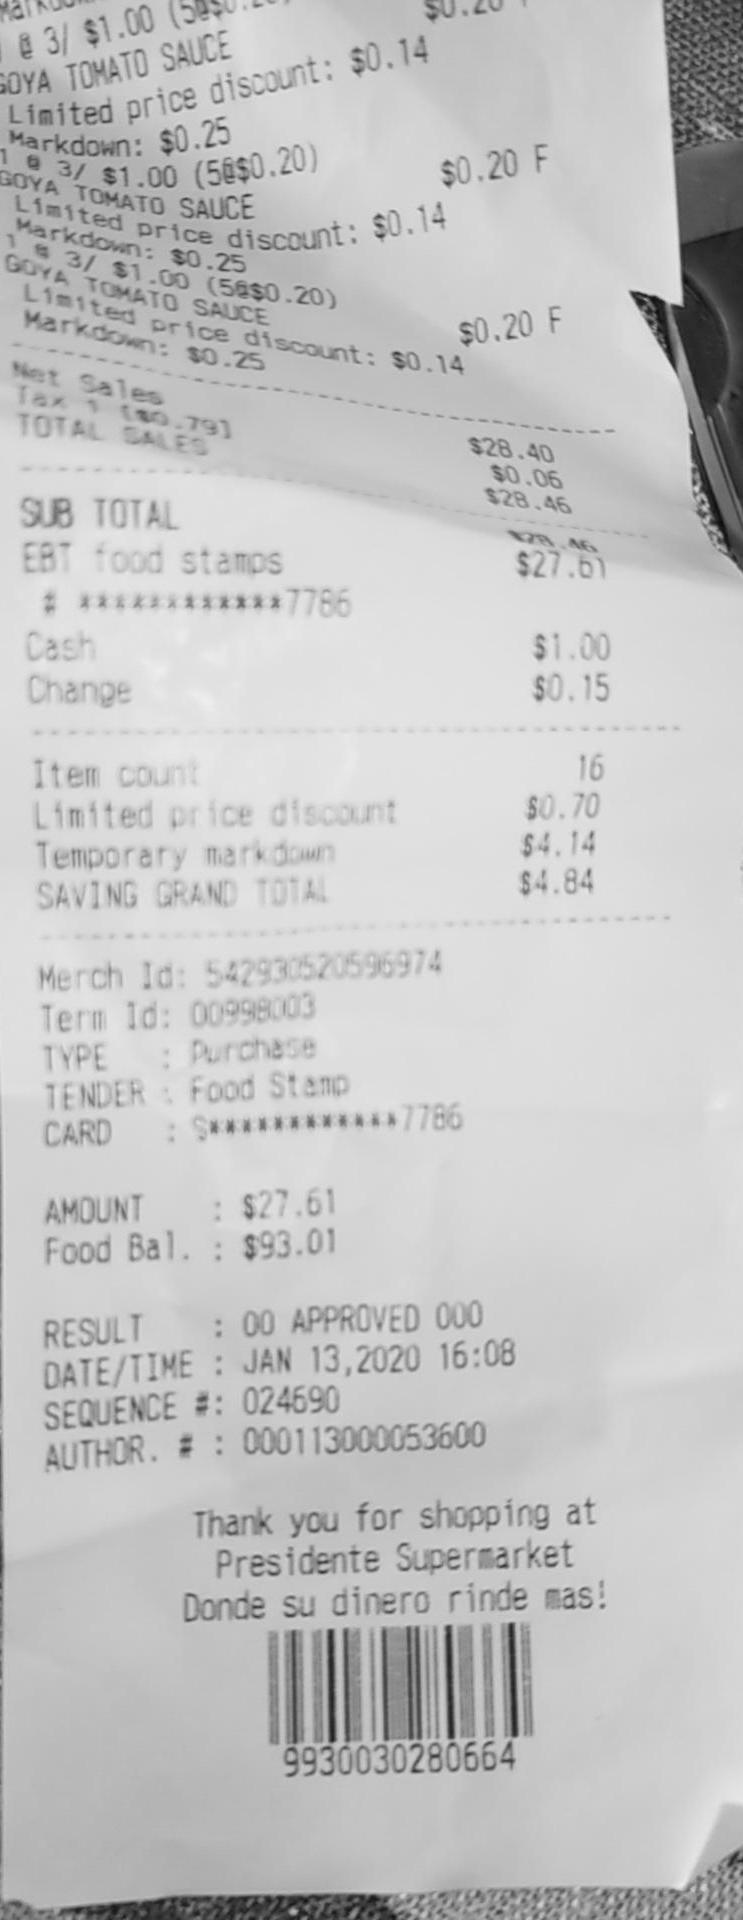 Markdown
@ 3/ $1.00 (5@$0.20) $0.20 F
GOYA TOMATO SAUCE
Limited price discount: $0.14
Markdown: $0.25
1 @ 3/ $1.00 (5@$0.20) $0.20 F
GOYA TOMATO SAUCE
Limited price discount: $0.14
Markdown: $0.25
1 @ 3/ $1.00 (5@$0.20)
GOYA TOMATO SAUCE $0.20 F
Limited price discount: $0.14
Markdown: $0.25
Net Sales $28.40
Tax 1 [$0.79] $0.06
TOTAL SALES $28.46
SUB TOTAL $28.46
EBT food stamps $27.61
# ************7786
Cash $1.00
Change $0.15
Item count 16
Limited price discount $0.70
Temporary markdown $4.14
SAVING GRAND TOTAL $4.84
Merch Id: 542930520596974
Term Id: 00998003
TYPE : Purchase
TENDER : Food Stamp
CARD : S************7786
AMOUNT : $27.61
Food Bal. : $93.01
RESULT : 00 APPROVED 000
DATE/TIME : JAN 13,2020 16:08
SEQUENCE #: 024690
AUTHOR. # : 000113000053600
Thank you for shopping at
Presidente Supermarket
Donde su dinero rinde mas!
9930030280664